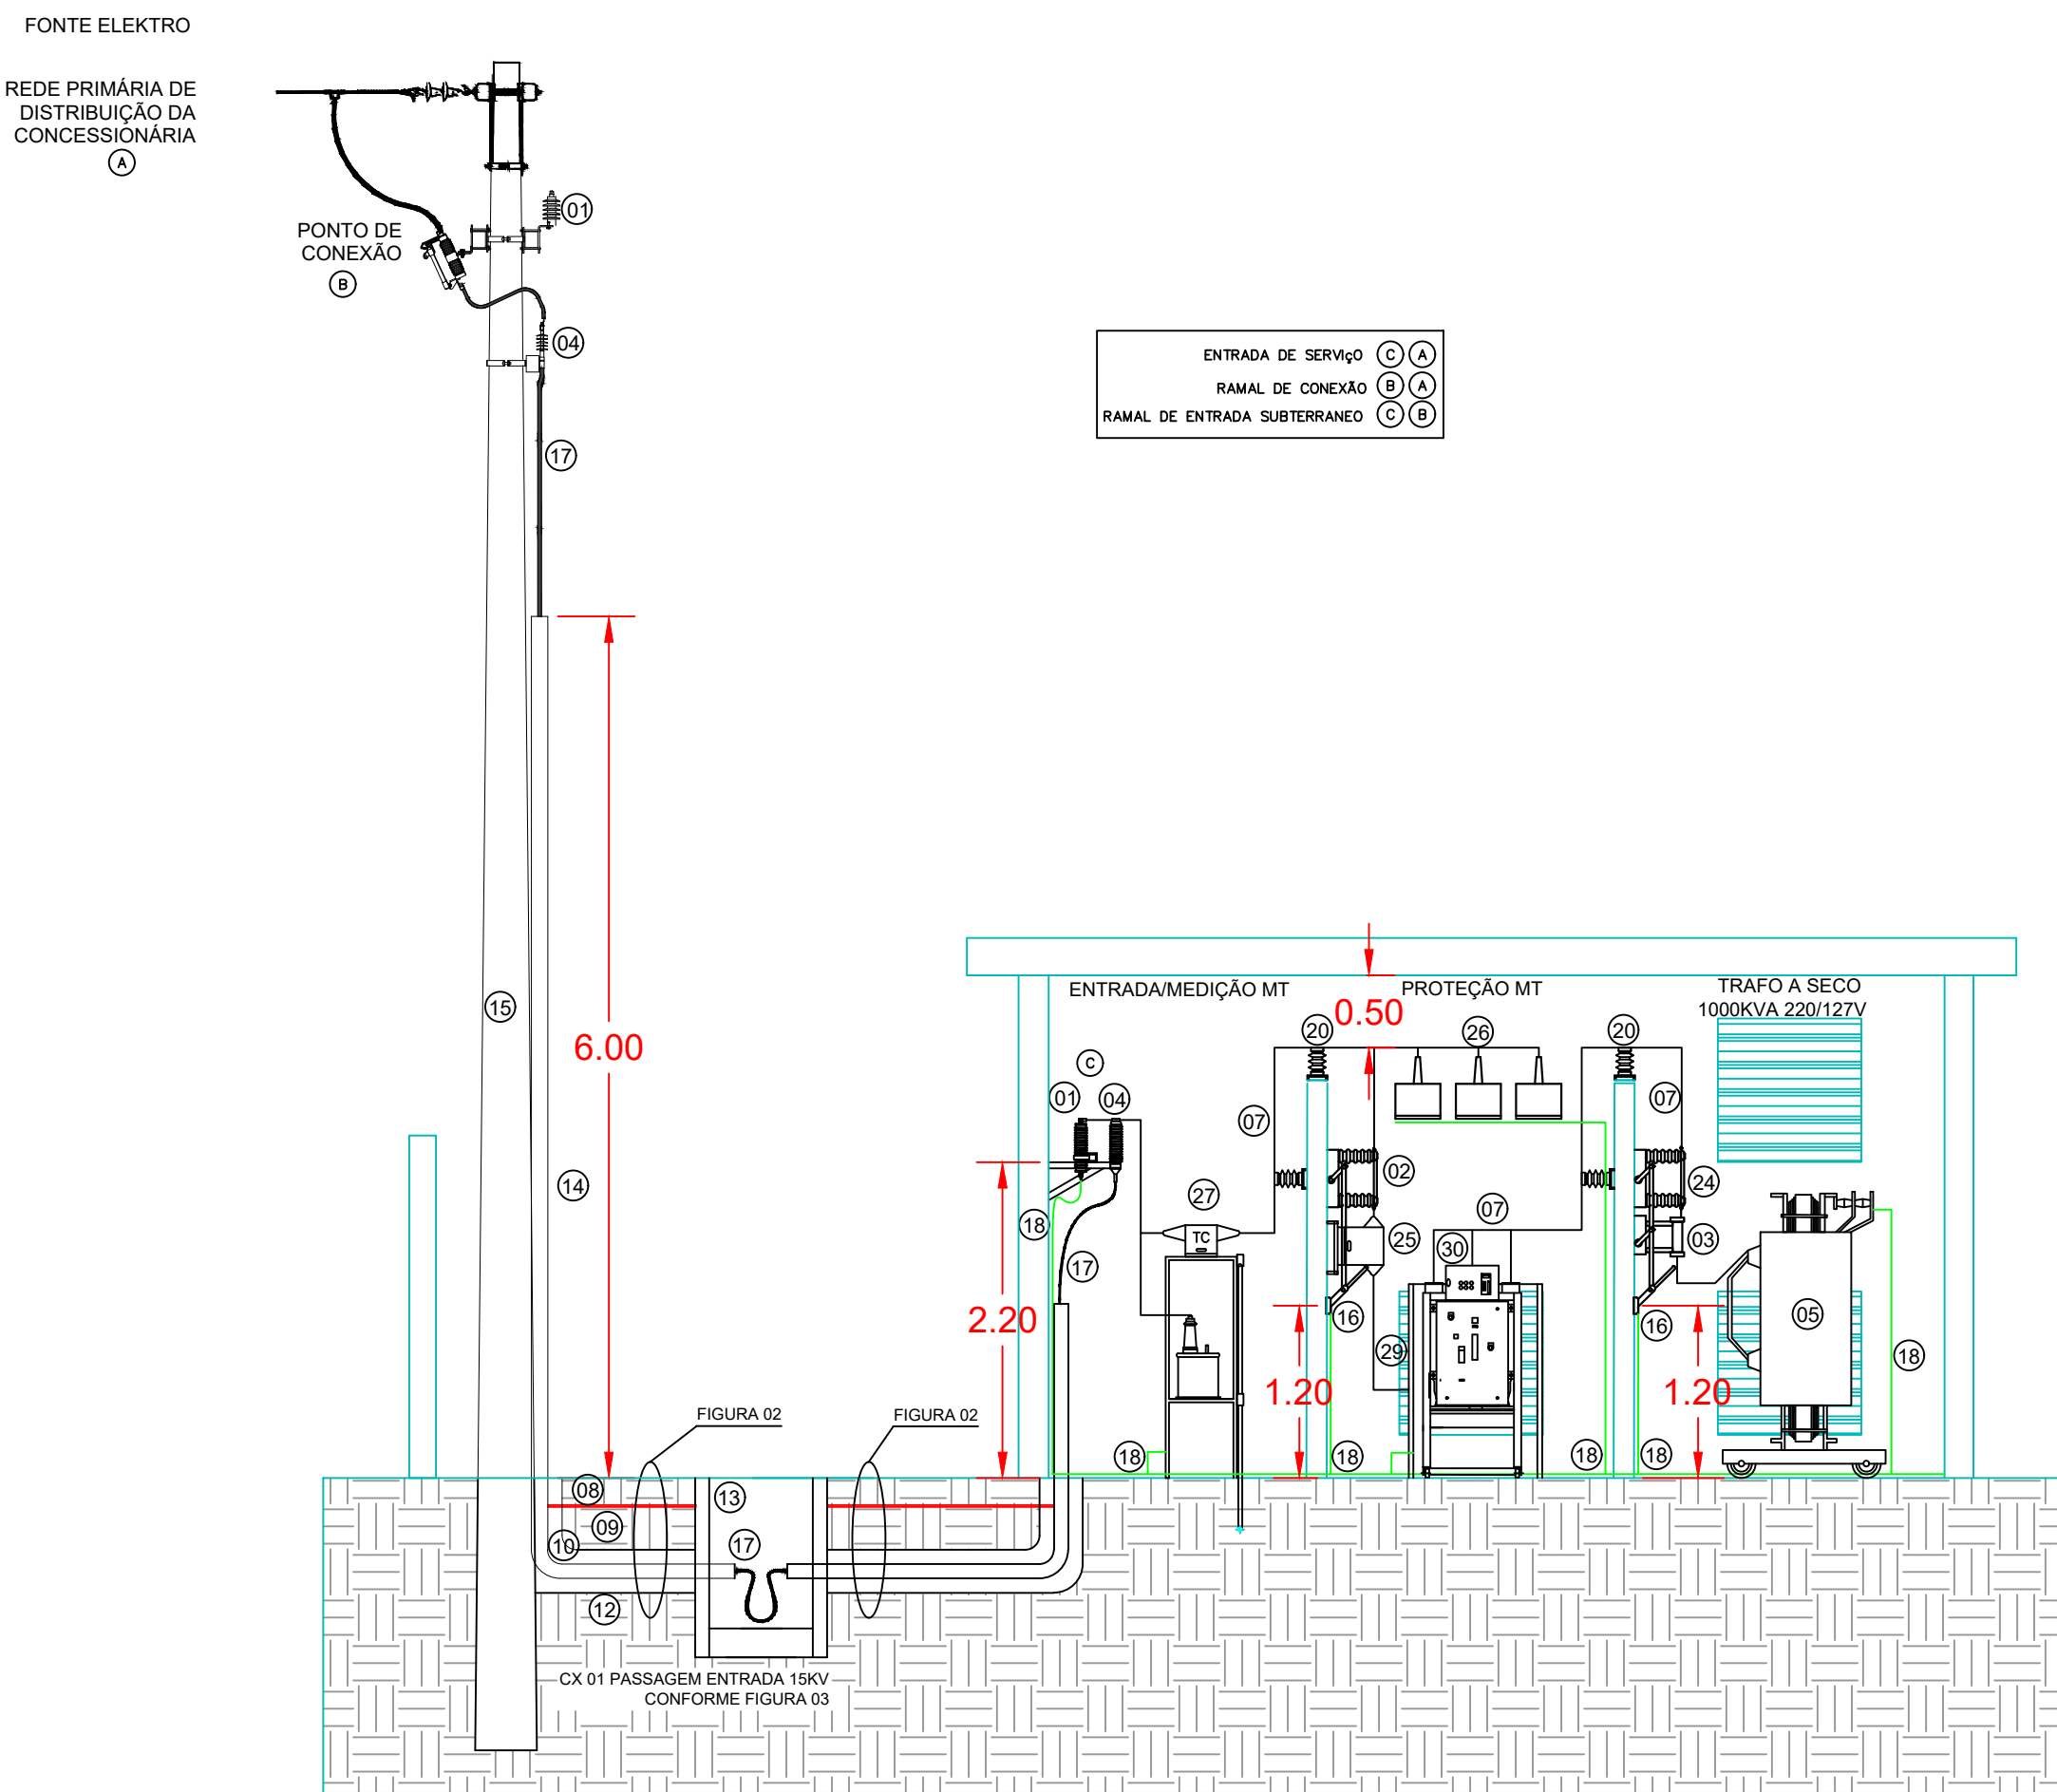 FONTE ELEKTRO
REDE PRIMÁRIA DE
DISTRIBUIÇÃO DA
CONCESSIONÁRIA
A
01
PONTO DE
CONEXÃO
B
04
17
ENTRADA DE SERVIçO C A
RAMAL DE CONEXÃO B A
RAMAL DE ENTRADA SUBTERRANEO C B
15
6.00
14
ENTRADA/MEDIÇÃO MT
PROTEÇÃO MT
TRAFO A SECO
1000KVA 220/127V
0.50
20
26
20
C
01
04
07
07
02
24
27
18
07
TC
25
03
17
30
2.20
16
16
05
29
18
1.20
1.20
FIGURA 02
FIGURA 02
18
18
18
18
08
13
09
10
17
12
CX 01 PASSAGEM ENTRADA 15KV
CONFORME FIGURA 03